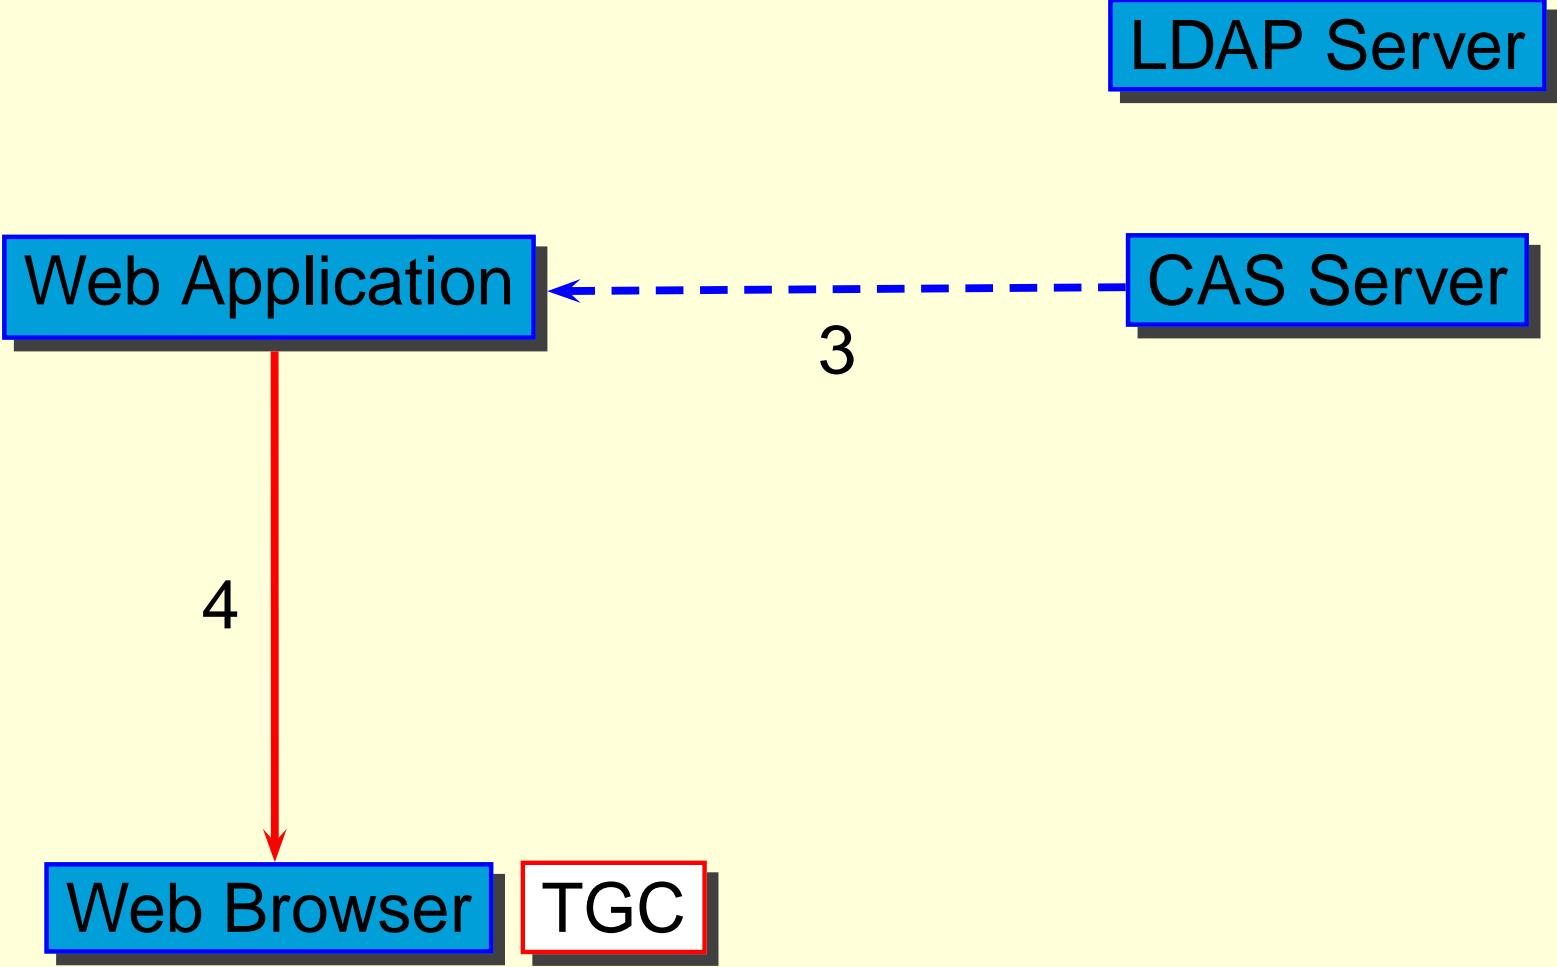 LDAP Server
Web Application
CAS Server
3
4
Web Browser
TGC